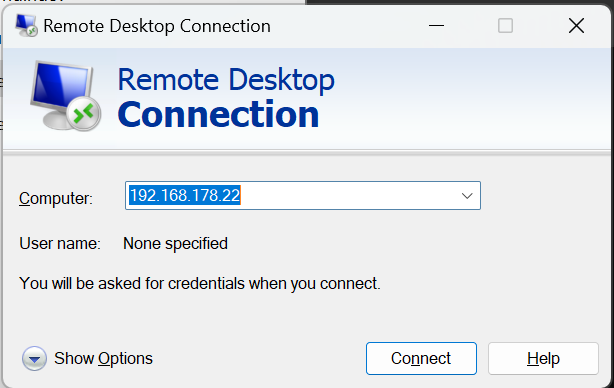 Remote Desktop Connection
Remote Desktop
Connection
Computer: 192.168.178.22
User name: None specified
You will be asked for credentials when you connect.
Show Options Connect Help